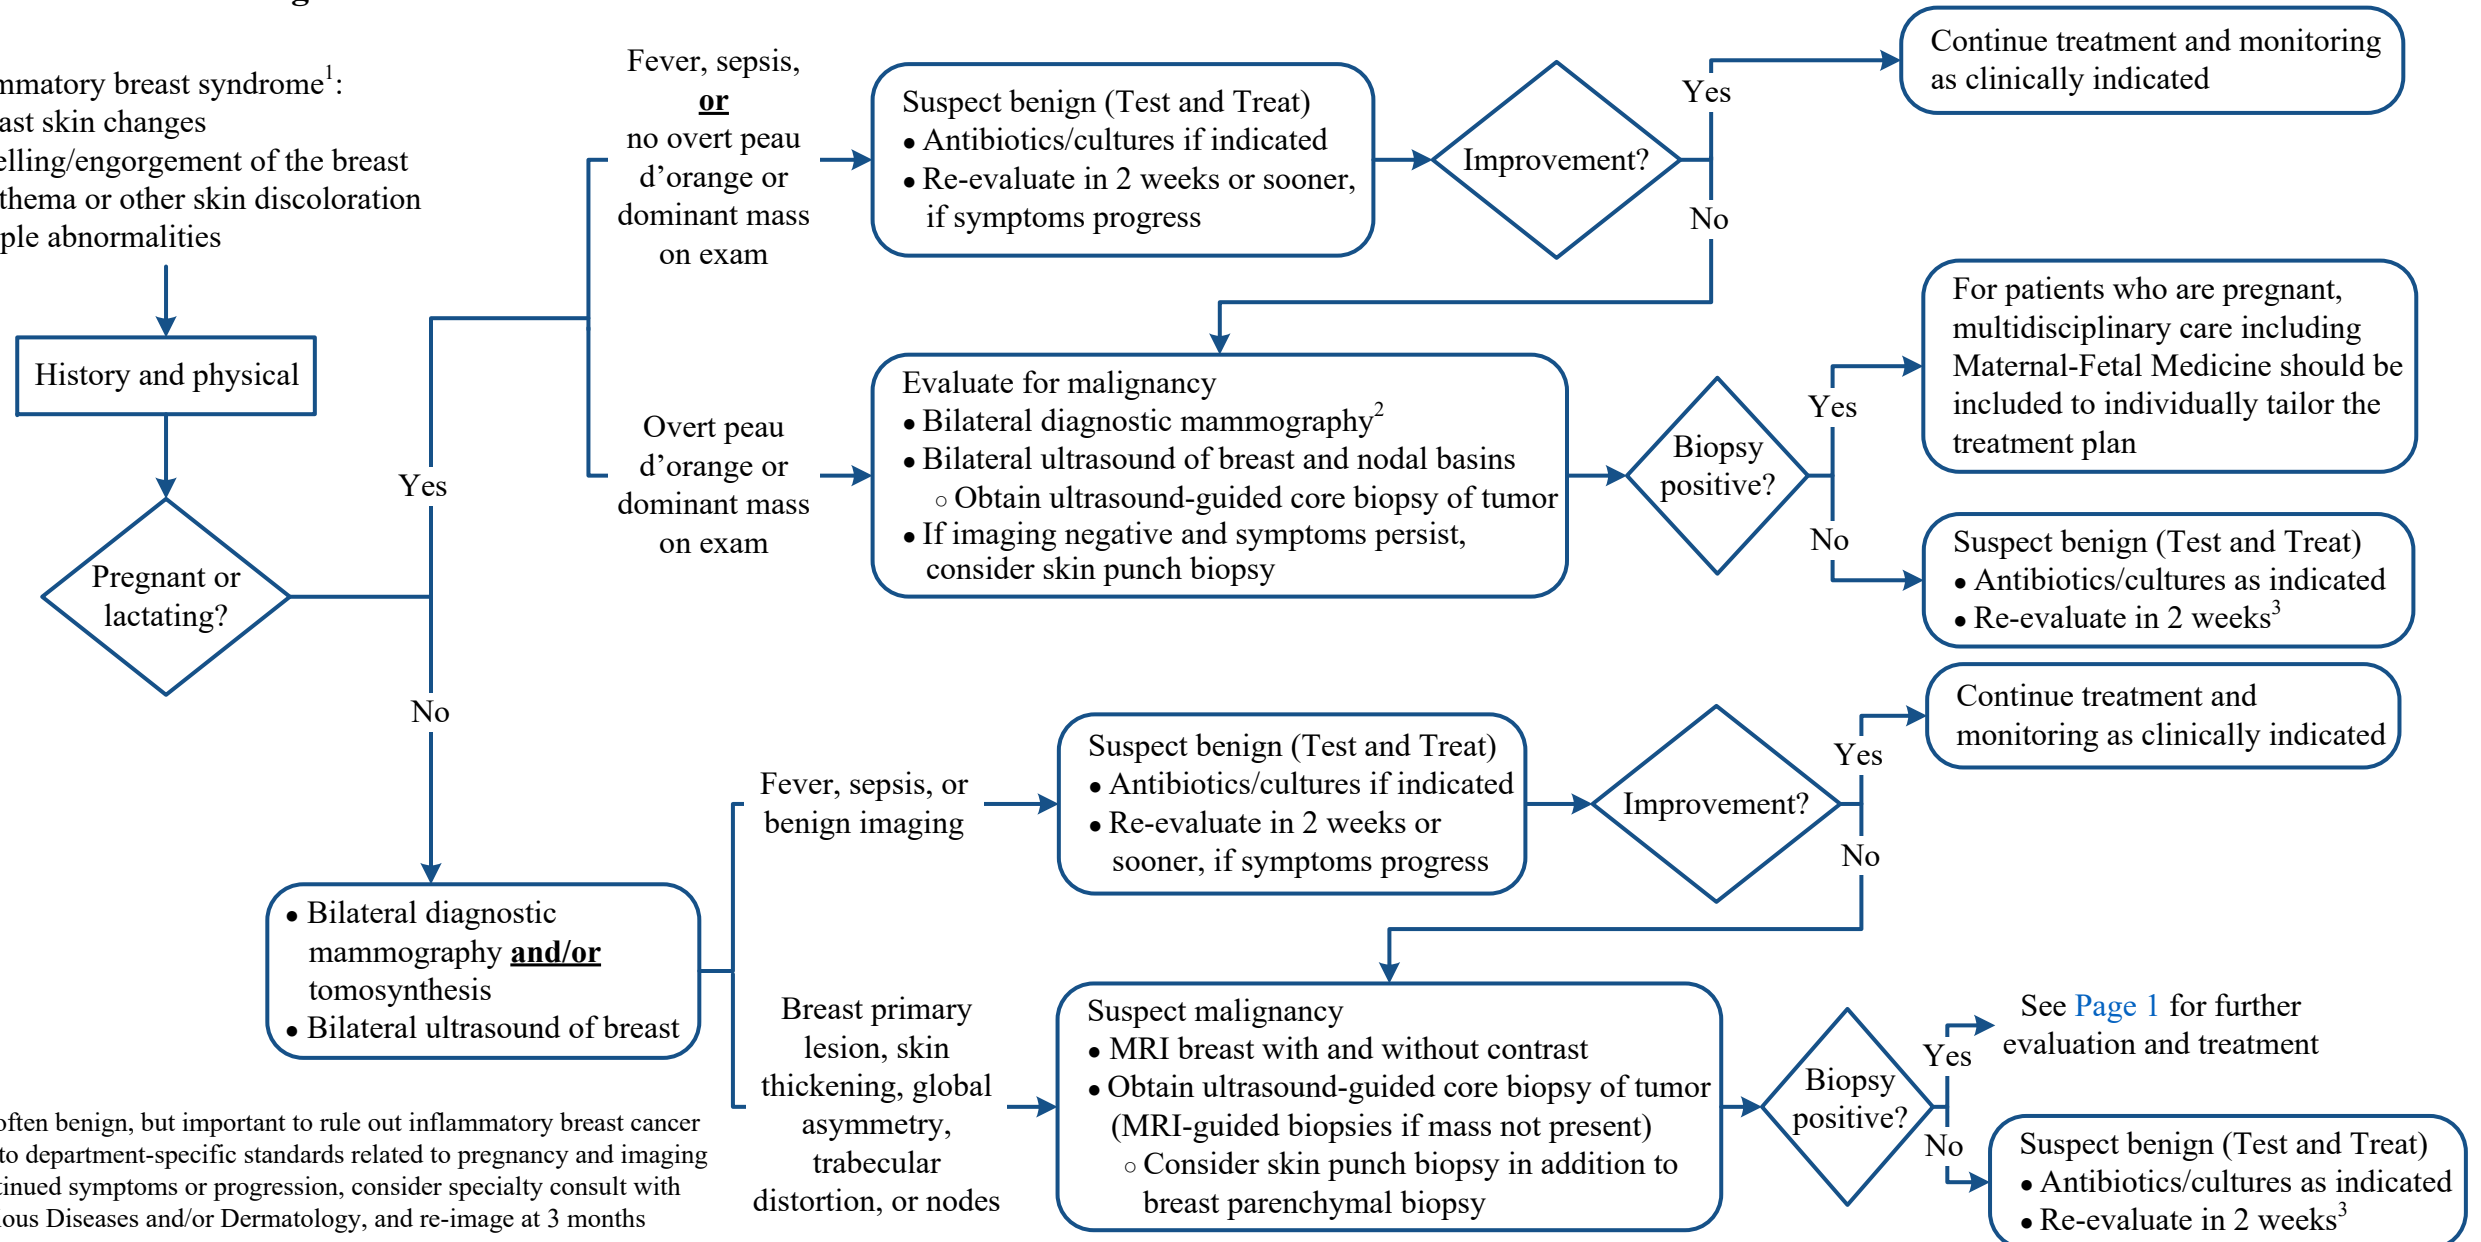 mmatory breast syndrome1:
ast skin changes
elling/engorgement of the breast
thema or other skin discoloration
ple abnormalities
History and physical
Pregnant or
lactating?
Yes
No
Fever, sepsis,
or
no overt peau
d’orange or
dominant mass
on exam
Suspect benign (Test and Treat)
● Antibiotics/cultures if indicated
● Re-evaluate in 2 weeks or sooner,
if symptoms progress
Improvement?
Yes
No
Continue treatment and monitoring
as clinically indicated
Overt peau
d’orange or
dominant mass
on exam
Evaluate for malignancy
● Bilateral diagnostic mammography2
● Bilateral ultrasound of breast and nodal basins
○ Obtain ultrasound-guided core biopsy of tumor
● If imaging negative and symptoms persist,
consider skin punch biopsy
Biopsy
positive?
Yes
No
For patients who are pregnant,
multidisciplinary care including
Maternal-Fetal Medicine should be
included to individually tailor the
treatment plan
Suspect benign (Test and Treat)
● Antibiotics/cultures as indicated
● Re-evaluate in 2 weeks3
● Bilateral diagnostic
mammography and/or
tomosynthesis
● Bilateral ultrasound of breast
Fever, sepsis, or
benign imaging
Suspect benign (Test and Treat)
● Antibiotics/cultures if indicated
● Re-evaluate in 2 weeks or
sooner, if symptoms progress
Improvement?
Yes
No
Continue treatment and
monitoring as clinically indicated
Breast primary
lesion, skin
thickening, global
asymmetry,
trabecular
distortion, or nodes
Suspect malignancy
● MRI breast with and without contrast
● Obtain ultrasound-guided core biopsy of tumor
(MRI-guided biopsies if mass not present)
○ Consider skin punch biopsy in addition to
breast parenchymal biopsy
Biopsy
positive?
Yes
No
See Page 1 for further
evaluation and treatment
Suspect benign (Test and Treat)
● Antibiotics/cultures as indicated
● Re-evaluate in 2 weeks3
often benign, but important to rule out inflammatory breast cancer
to department-specific standards related to pregnancy and imaging
tinued symptoms or progression, consider specialty consult with
ious Diseases and/or Dermatology, and re-image at 3 months